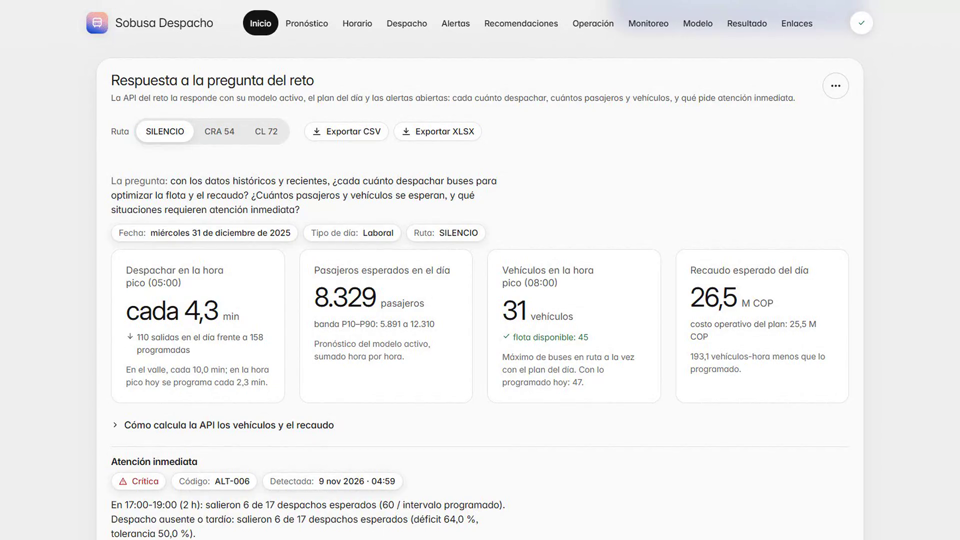 Sobusa Despacho
Inicio Pronóstico Horario Despacho Alertas Recomendaciones Operación Monitoreo Modelo Resultado Enlaces
Respuesta a la pregunta del reto
La API del reto la responde con su modelo activo, el plan del día y las alertas abiertas: cada cuánto despachar, cuántos pasajeros y vehículos, y qué pide atención inmediata.
Ruta SILENCIO CRA 54 CL 72 Exportar CSV Exportar XLSX
La pregunta: con los datos históricos y recientes, ¿cada cuánto despachar buses para
optimizar la flota y el recaudo? ¿Cuántos pasajeros y vehículos se esperan, y qué
situaciones requieren atención inmediata?
Fecha: miércoles 31 de diciembre de 2025 Tipo de día: Laboral Ruta: SILENCIO
Despachar en la hora
pico (05:00)
cada 4,3 min
110 salidas en el día frente a 158
programadas
En el valle, cada 10,0 min; en la hora
pico hoy se programa cada 2,3 min.
Pasajeros esperados en el día
8.329 pasajeros
banda P10–P90: 5.891 a 12.310
Pronóstico del modelo activo,
sumado hora por hora.
Vehículos en la hora
pico (08:00)
31 vehículos
flota disponible: 45
Máximo de buses en ruta a la vez
con el plan del día. Con lo
programado hoy: 47.
Recaudo esperado del día
26,5 M COP
costo operativo del plan: 25,5 M
COP
193,1 vehículos-hora menos que lo
programado.
Cómo calcula la API los vehículos y el recaudo
Atención inmediata
Crítica Código: ALT-006 Detectada: 9 nov 2026 · 04:59
En 17:00-19:00 (2 h): salieron 6 de 17 despachos esperados (60 / intervalo programado).
Despacho ausente o tardío: salieron 6 de 17 despachos esperados (déficit 64,0 %,
tolerancia 50,0 %).